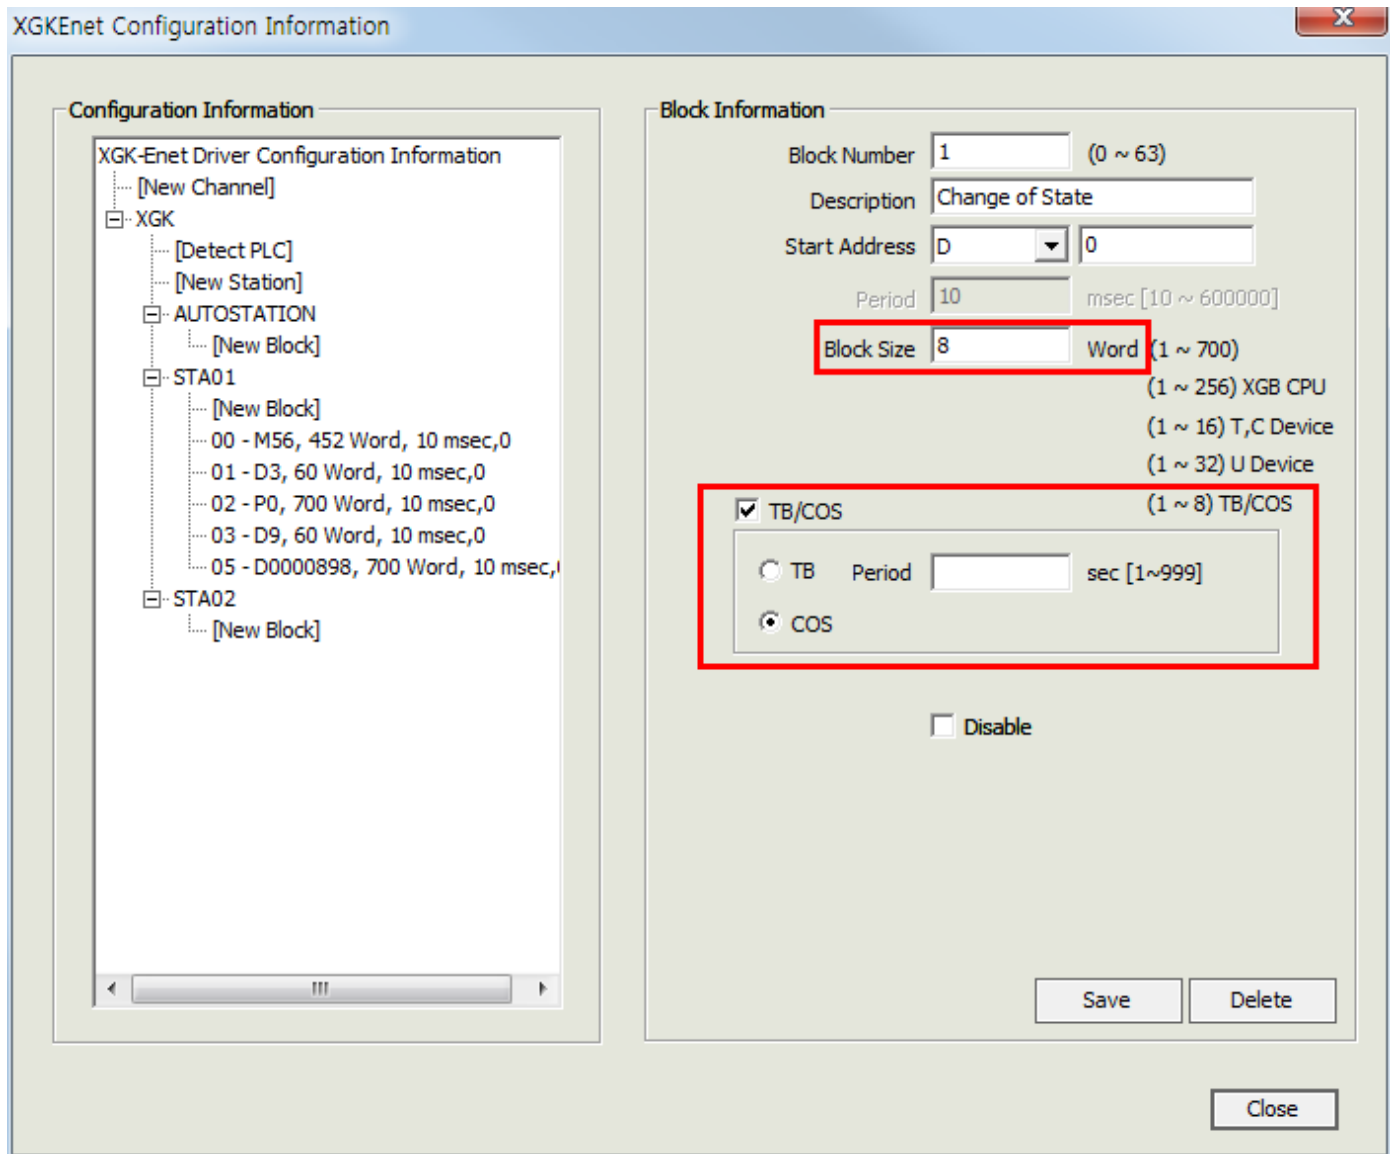 XGKEnet Configuration Information
Configuration Information
XGK-Enet Driver Configuration Information
[New Channel]
XGK
[Detect PLC]
[New Station]
AUTOSTATION
[New Block]
STA01
[New Block]
00 - M56, 452 Word, 10 msec,0
01 - D3, 60 Word, 10 msec,0
02 - P0, 700 Word, 10 msec,0
03 - D9, 60 Word, 10 msec,0
05 - D0000898, 700 Word, 10 msec,
STA02
[New Block]
Block Information
Block Number 1 (0 ~ 63)
Description Change of State
Start Address D 0
Period 10 msec [10 ~ 600000]
Block Size 8 Word (1 ~ 700)
(1 ~ 256) XGB CPU
(1 ~ 16) T,C Device
(1 ~ 32) U Device
(1 ~ 8) TB/COS
TB/COS
TB Period sec [1~999]
COS
Disable
Save Delete
Close